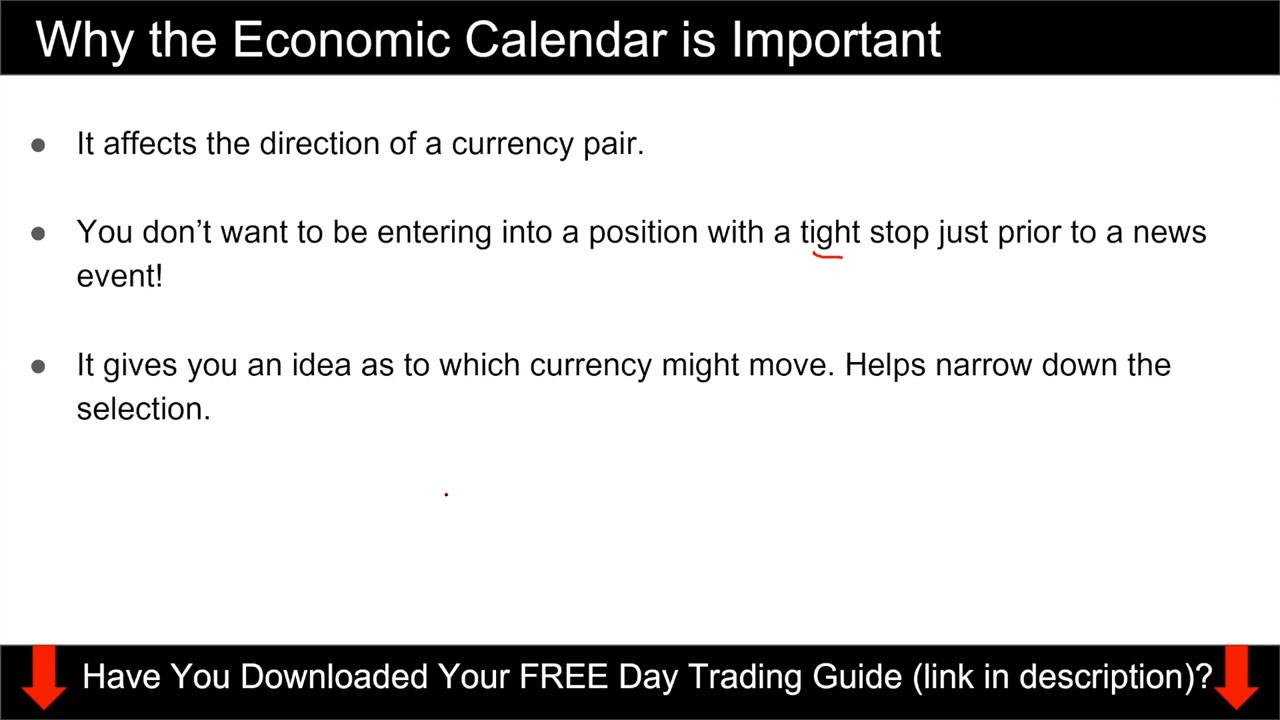 Why the Economic Calendar is Important
● It affects the direction of a currency pair.
● You don’t want to be entering into a position with a tight stop just prior to a news
event!
● It gives you an idea as to which currency might move. Helps narrow down the
selection.
Have You Downloaded Your FREE Day Trading Guide (link in description)?